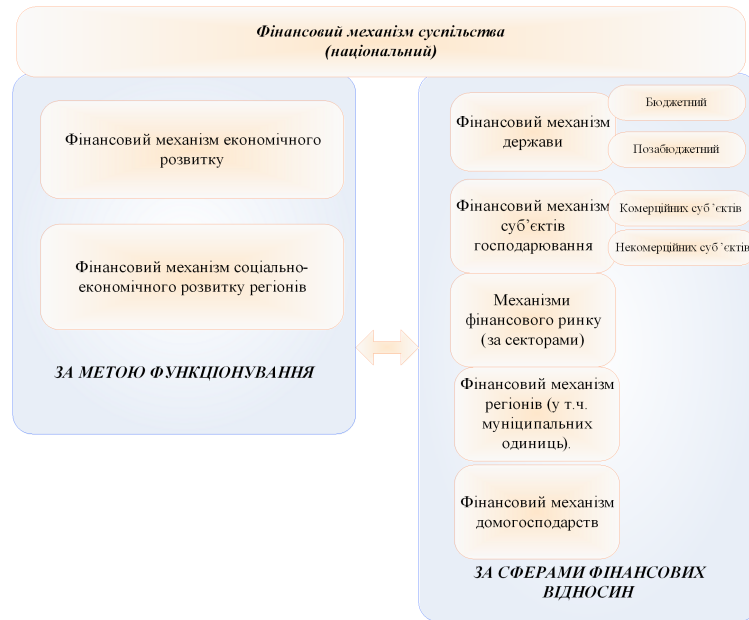 Фінансовий механізм суспільства
(національний)
Фінансовий механізм економічного
розвитку
Фінансовий механізм соціально-
економічного розвитку регіонів
ЗА МЕТОЮ ФУНКЦІОНУВАННЯ
Фінансовий механізм
держави
Бюджетний
Позабюджетний
Фінансовий механізм
суб’єктів
господарювання
Комерційних суб’єктів
Некомерційних суб’єктів
Механізми
фінансового ринку
(за секторами)
Фінансовий механізм
регіонів (у т.ч.
муніципальних
одиниць).
Фінансовий механізм
домогосподарств
ЗА СФЕРАМИ ФІНАНСОВИХ
ВІДНОСИН